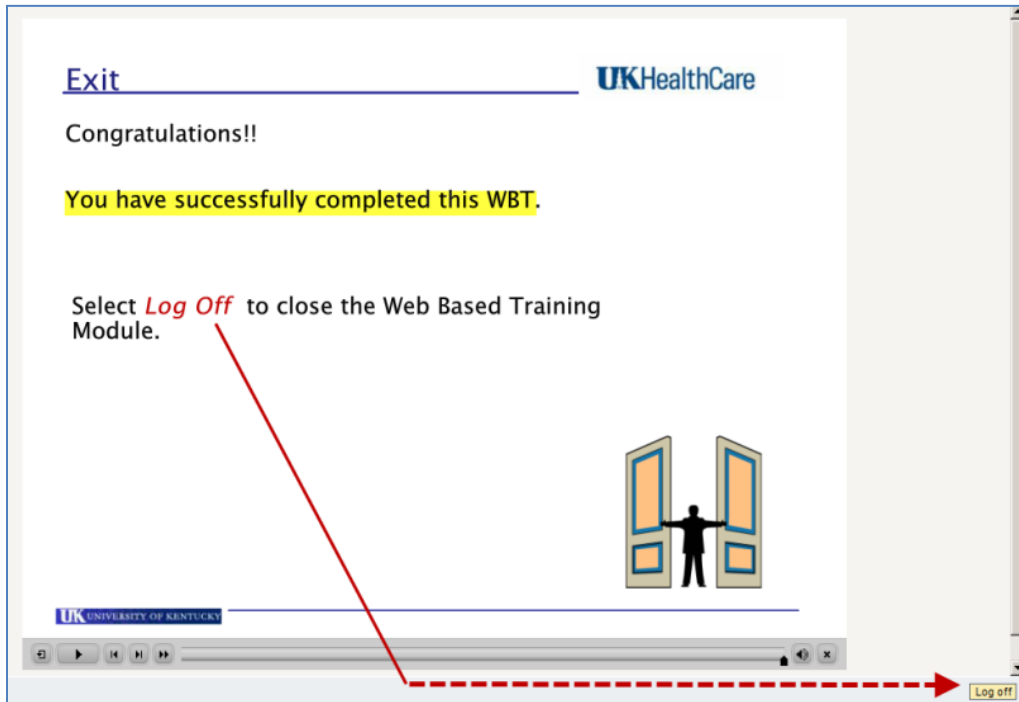 Exit
UKHealthCare
Congratulations!!
You have successfully completed this WBT.
Select Log Off to close the Web Based Training
Module.
UK UNIVERSITY OF KENTUCKY
Log off